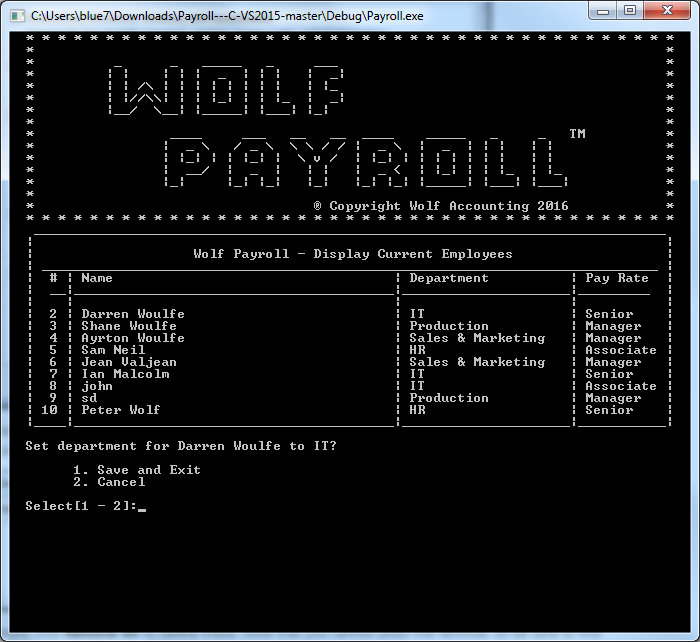 C:\Users\blue7\Downloads\Payroll---C-VS2015-master\Debug\Payroll.exe
WOLF
PAYROLL TM
® Copyright Wolf Accounting 2016
Wolf Payroll - Display Current Employees
# | Name | Department | Pay Rate
2 | Darren Woulfe | IT | Senior
3 | Shane Woulfe | Production | Manager
4 | Ayrton Woulfe | Sales & Marketing | Manager
5 | Sam Neil | HR | Associate
6 | Jean Valjean | Sales & Marketing | Manager
7 | Ian Malcolm | IT | Senior
8 | john | IT | Associate
9 | sd | Production | Manager
10 | Peter Wolf | HR | Senior
Set department for Darren Woulfe to IT?
1. Save and Exit
2. Cancel
Select[1 - 2]:_